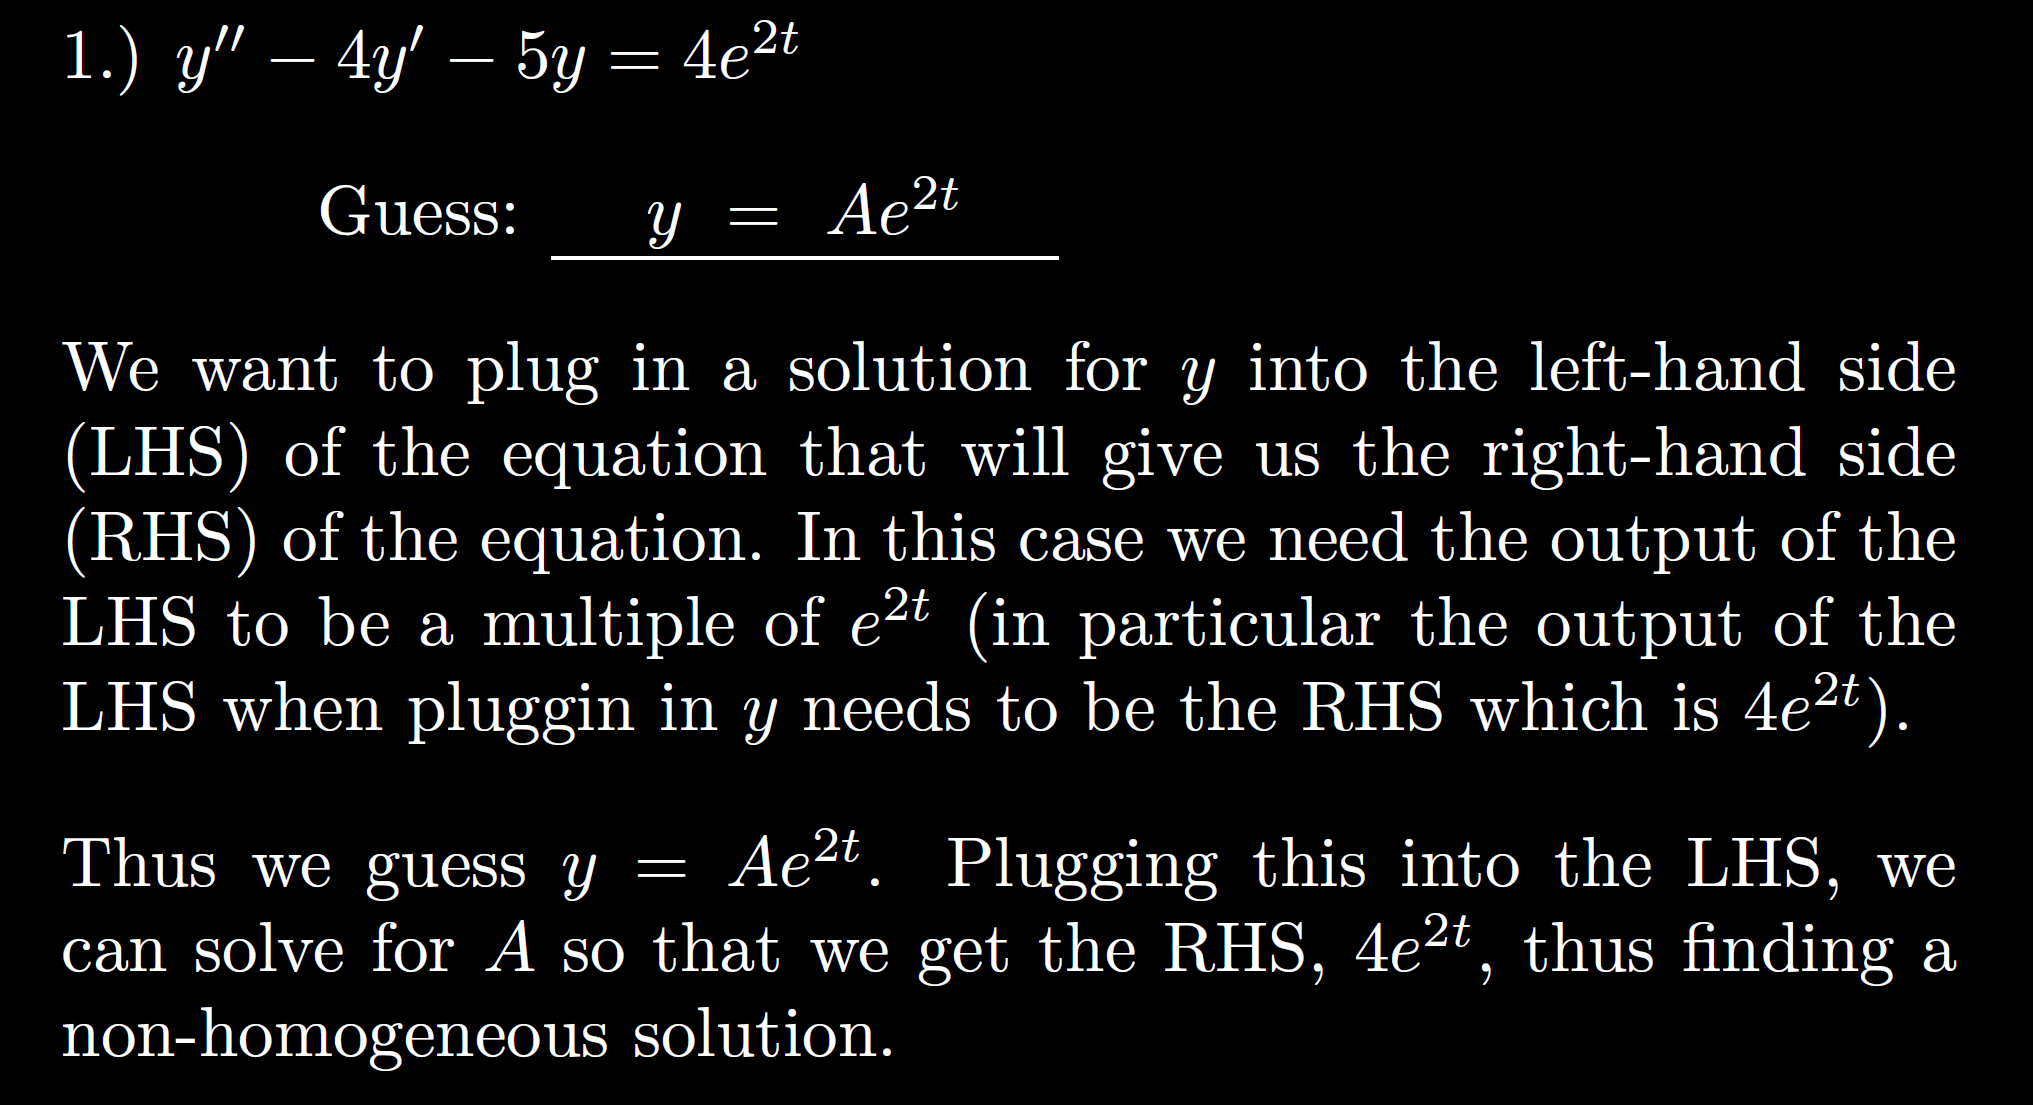 1.) y″ − 4y′ − 5y = 4e^{2t}
Guess: y = Ae^{2t}
We want to plug in a solution for y into the left-hand side
(LHS) of the equation that will give us the right-hand side
(RHS) of the equation. In this case we need the output of the
LHS to be a multiple of e^{2t} (in particular the output of the
LHS when pluggin in y needs to be the RHS which is 4e^{2t}).
Thus we guess y = Ae^{2t}. Plugging this into the LHS, we
can solve for A so that we get the RHS, 4e^{2t}, thus finding a
non-homogeneous solution.